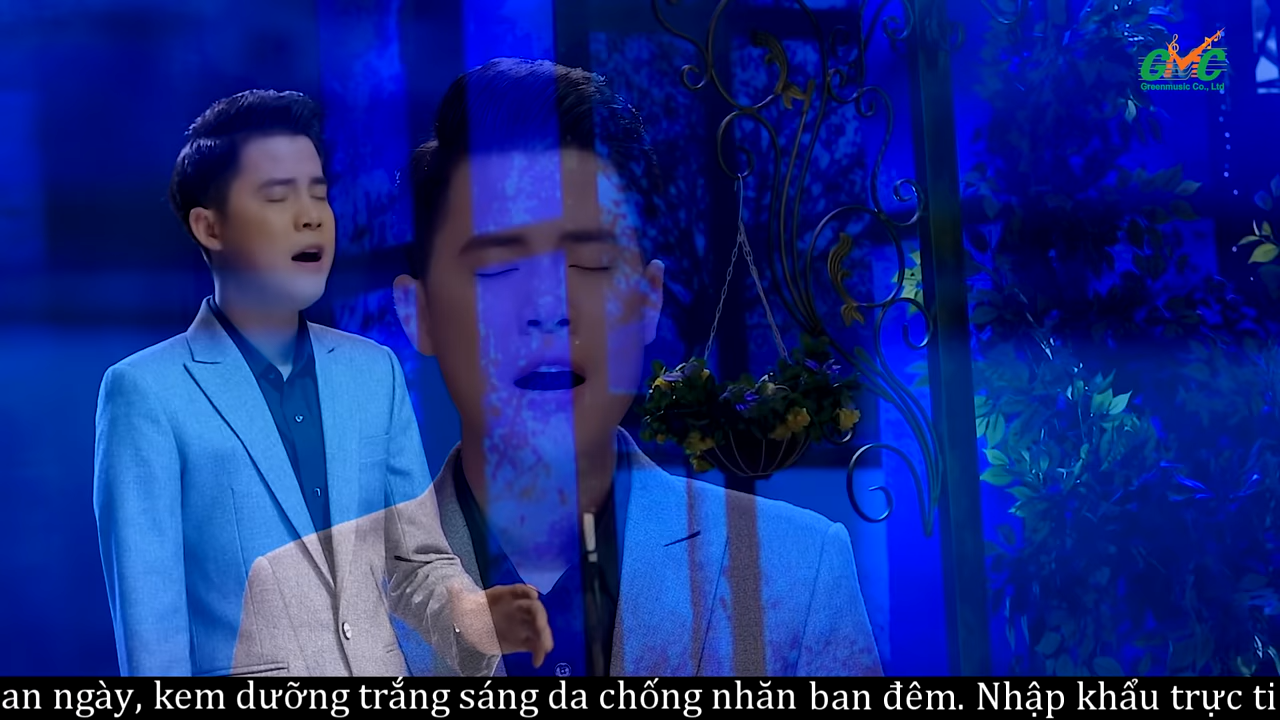 GMC
Greenmusic Co., Ltd
an ngày, kem dưỡng trắng sáng da chống nhăn ban đêm. Nhập khẩu trực ti